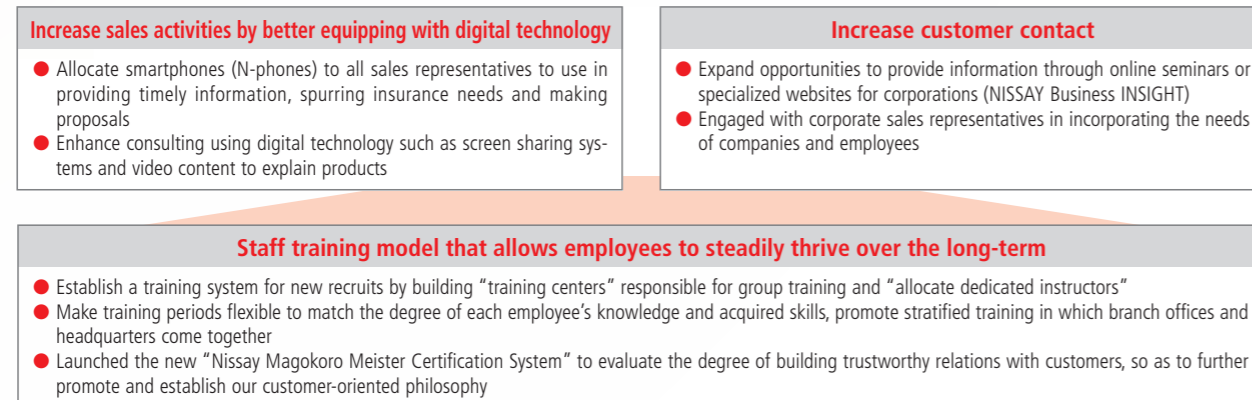 Increase sales activities by better equipping with digital technology
● Allocate smartphones (N-phones) to all sales representatives to use in
providing timely information, spurring insurance needs and making
proposals
● Enhance consulting using digital technology such as screen sharing sys-
tems and video content to explain products
Increase customer contact
● Expand opportunities to provide information through online seminars or
specialized websites for corporations (NISSAY Business INSIGHT)
● Engaged with corporate sales representatives in incorporating the needs
of companies and employees
Staff training model that allows employees to steadily thrive over the long-term
● Establish a training system for new recruits by building “training centers” responsible for group training and “allocate dedicated instructors”
● Make training periods flexible to match the degree of each employee’s knowledge and acquired skills, promote stratified training in which branch offices and
headquarters come together
● Launched the new “Nissay Magokoro Meister Certification System” to evaluate the degree of building trustworthy relations with customers, so as to further
promote and establish our customer-oriented philosophy